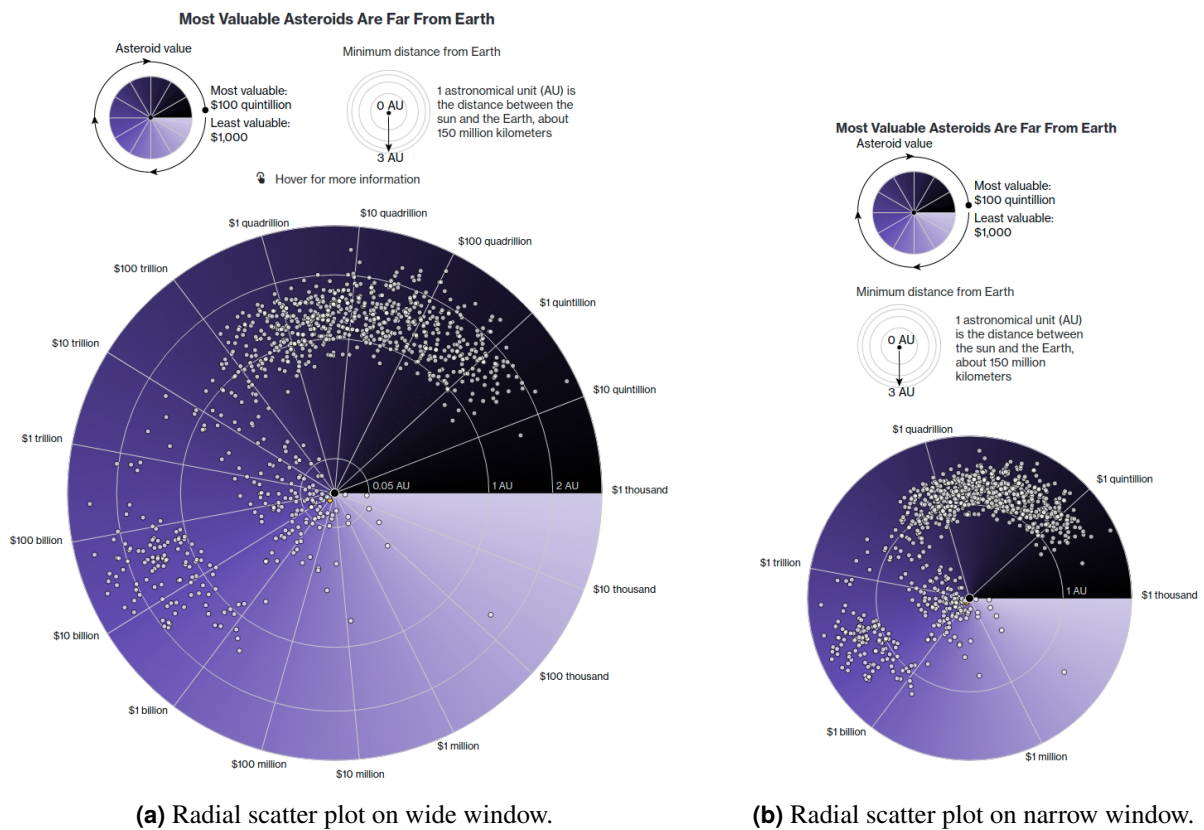 Most Valuable Asteroids Are Far From Earth
Asteroid value
Most valuable:
$100 quintillion
Least valuable:
$1,000
Minimum distance from Earth
0 AU
3 AU
1 astronomical unit (AU) is
the distance between the
sun and the Earth, about
150 million kilometers
Hover for more information
$1 quadrillion
$10 quadrillion
$100 quadrillion
$1 quintillion
$10 quintillion
$100 trillion
$10 trillion
$1 trillion
$100 billion
$10 billion
$1 billion
$100 million
$10 million
$1 million
$100 thousand
$10 thousand
$1 thousand
0.05 AU
1 AU
2 AU
(a) Radial scatter plot on wide window.
Most Valuable Asteroids Are Far From Earth
Asteroid value
Most valuable:
$100 quintillion
Least valuable:
$1,000
Minimum distance from Earth
0 AU
3 AU
1 astronomical unit (AU)
is the distance between
the sun and the Earth,
about 150 million
kilometers
$1 quadrillion
$1 quintillion
$1 trillion
1 AU
$1 thousand
$1 billion
$1 million
(b) Radial scatter plot on narrow window.